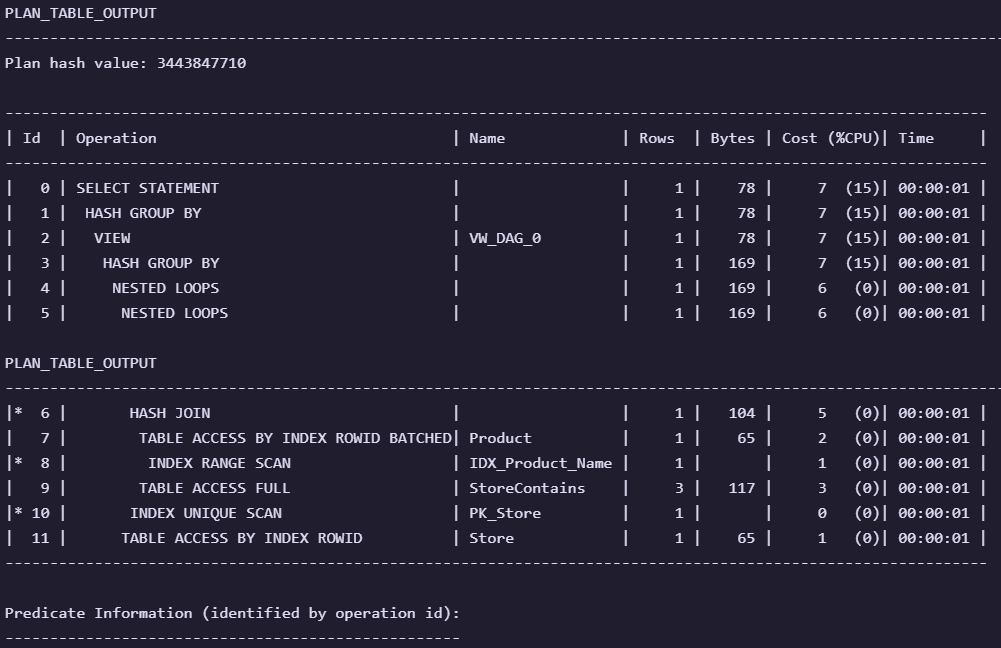 PLAN_TABLE_OUTPUT
----------------------------------------------------------------------------------------------------------------
Plan hash value: 3443847710
--------------------------------------------------------------------------------------------------------------
| Id  | Operation                                 | Name             | Rows  | Bytes | Cost (%CPU)| Time     |
--------------------------------------------------------------------------------------------------------------
|   0 | SELECT STATEMENT                          |                  |     1 |    78 |     7  (15)| 00:00:01 |
|   1 |  HASH GROUP BY                            |                  |     1 |    78 |     7  (15)| 00:00:01 |
|   2 |   VIEW                                    | VW_DAG_0         |     1 |    78 |     7  (15)| 00:00:01 |
|   3 |    HASH GROUP BY                          |                  |     1 |   169 |     7  (15)| 00:00:01 |
|   4 |     NESTED LOOPS                          |                  |     1 |   169 |     6   (0)| 00:00:01 |
|   5 |      NESTED LOOPS                         |                  |     1 |   169 |     6   (0)| 00:00:01 |
PLAN_TABLE_OUTPUT
----------------------------------------------------------------------------------------------------------------
|*  6 |       HASH JOIN                           |                  |     1 |   104 |     5   (0)| 00:00:01 |
|   7 |        TABLE ACCESS BY INDEX ROWID BATCHED| Product          |     1 |    65 |     2   (0)| 00:00:01 |
|*  8 |         INDEX RANGE SCAN                  | IDX_Product_Name |     1 |       |     1   (0)| 00:00:01 |
|   9 |        TABLE ACCESS FULL                  | StoreContains    |     3 |   117 |     3   (0)| 00:00:01 |
|* 10 |       INDEX UNIQUE SCAN                   | PK_Store         |     1 |       |     0   (0)| 00:00:01 |
|  11 |      TABLE ACCESS BY INDEX ROWID          | Store            |     1 |    65 |     1   (0)| 00:00:01 |
--------------------------------------------------------------------------------------------------------------
Predicate Information (identified by operation id):
---------------------------------------------------